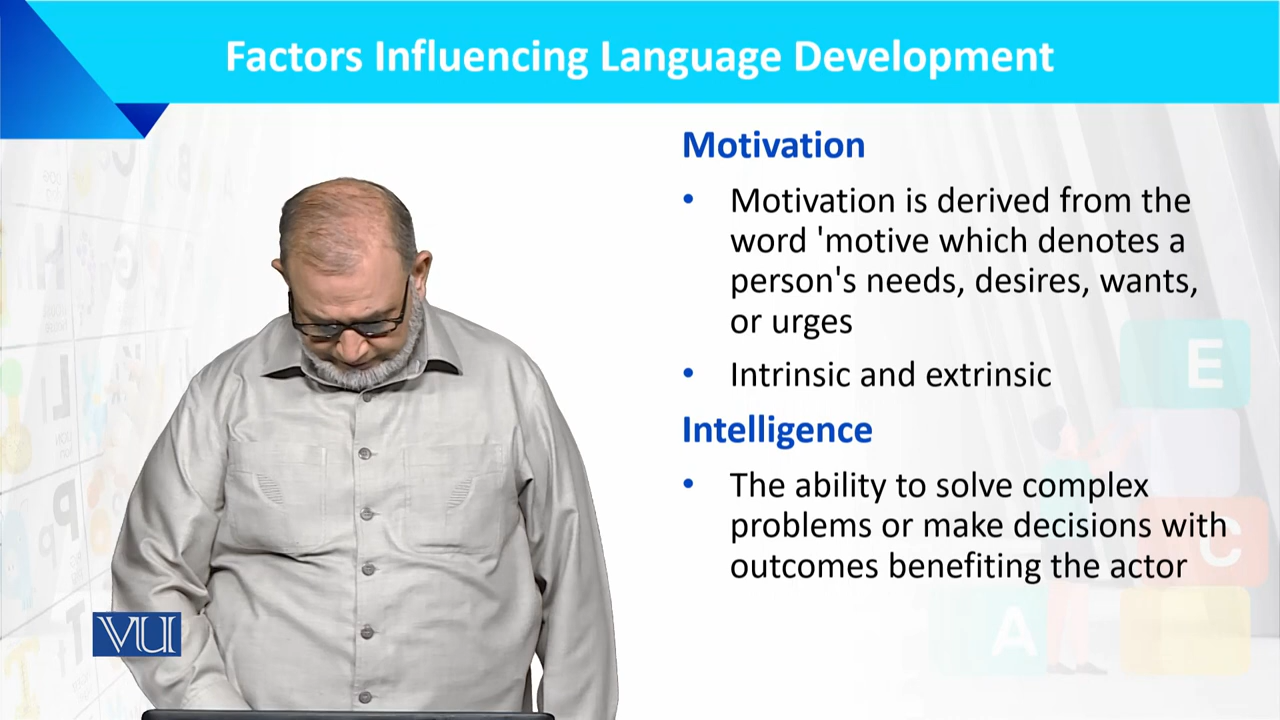 Factors Influencing Language Development
Motivation
• Motivation is derived from the
word 'motive which denotes a
person's needs, desires, wants,
or urges
• Intrinsic and extrinsic
Intelligence
• The ability to solve complex
problems or make decisions with
outcomes benefiting the actor
E
C
A
VU